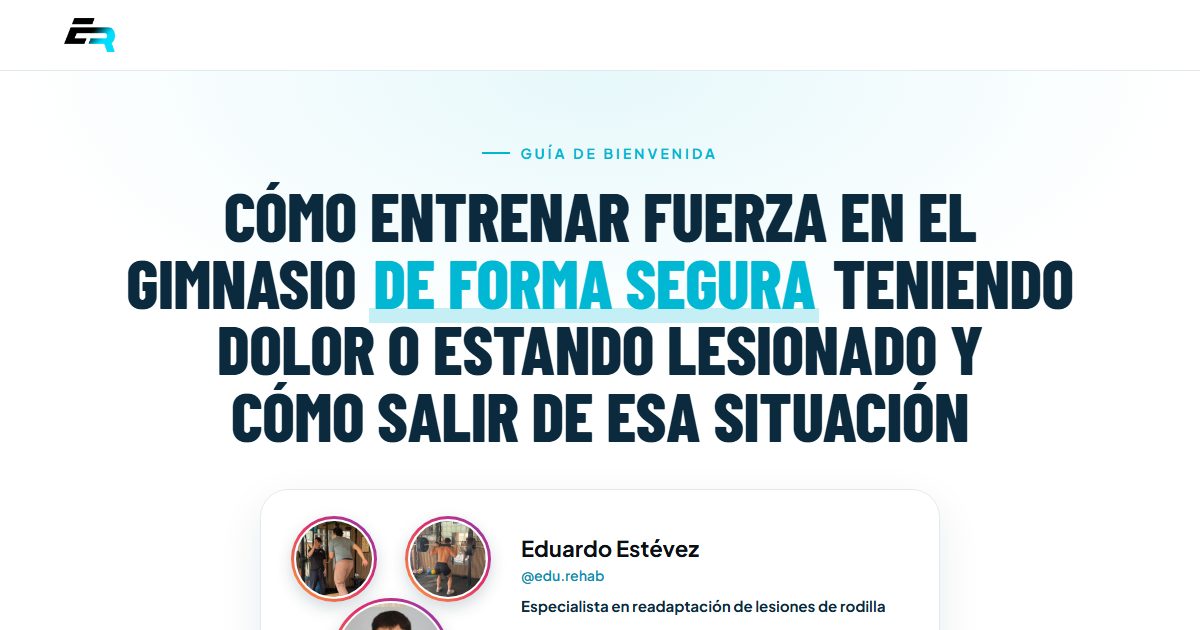 ER
GUÍA DE BIENVENIDA
CÓMO ENTRENAR FUERZA EN EL
GIMNASIO DE FORMA SEGURA TENIENDO
DOLOR O ESTANDO LESIONADO Y
CÓMO SALIR DE ESA SITUACIÓN
Eduardo Estévez
@edu.rehab
Especialista en readaptación de lesiones de rodilla